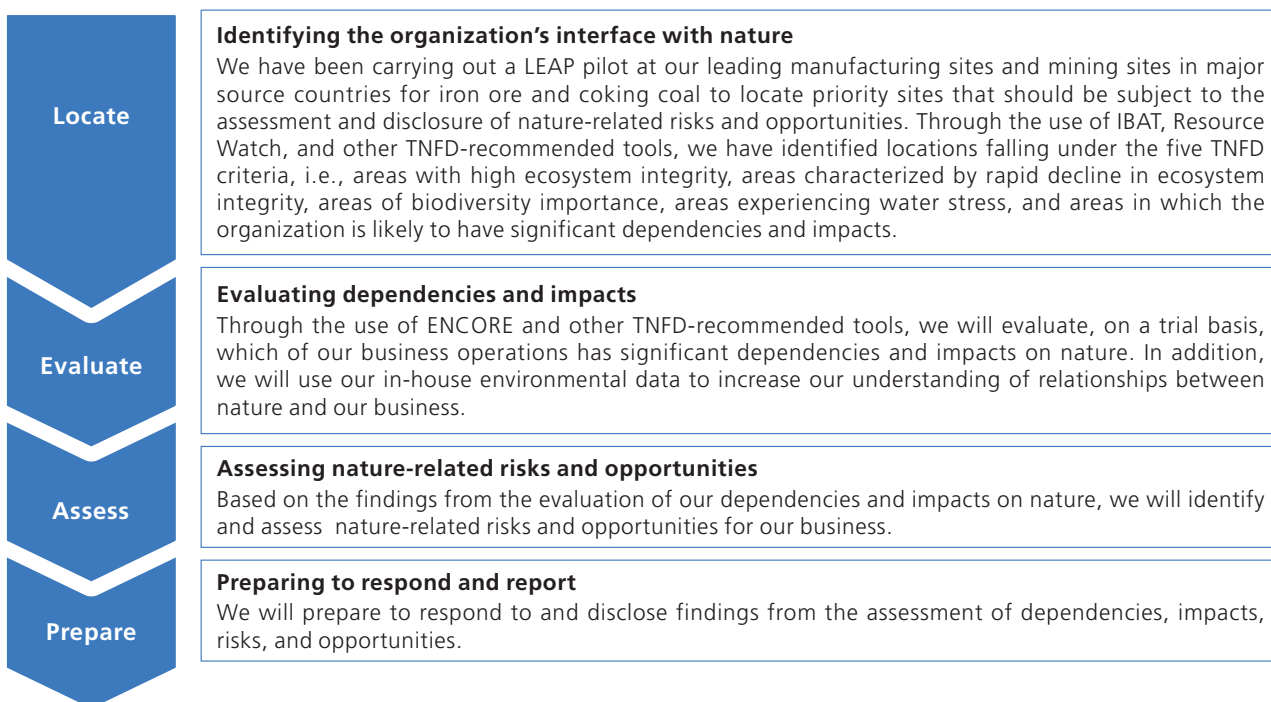 Locate
Identifying the organization’s interface with nature
We have been carrying out a LEAP pilot at our leading manufacturing sites and mining sites in major
source countries for iron ore and coking coal to locate priority sites that should be subject to the
assessment and disclosure of nature-related risks and opportunities. Through the use of IBAT, Resource
Watch, and other TNFD-recommended tools, we have identified locations falling under the five TNFD
criteria, i.e., areas with high ecosystem integrity, areas characterized by rapid decline in ecosystem
integrity, areas of biodiversity importance, areas experiencing water stress, and areas in which the
organization is likely to have significant dependencies and impacts.
Evaluate
Evaluating dependencies and impacts
Through the use of ENCORE and other TNFD-recommended tools, we will evaluate, on a trial basis,
which of our business operations has significant dependencies and impacts on nature. In addition,
we will use our in-house environmental data to increase our understanding of relationships between
nature and our business.
Assess
Assessing nature-related risks and opportunities
Based on the findings from the evaluation of our dependencies and impacts on nature, we will identify
and assess nature-related risks and opportunities for our business.
Prepare
Preparing to respond and report
We will prepare to respond to and disclose findings from the assessment of dependencies, impacts,
risks, and opportunities.